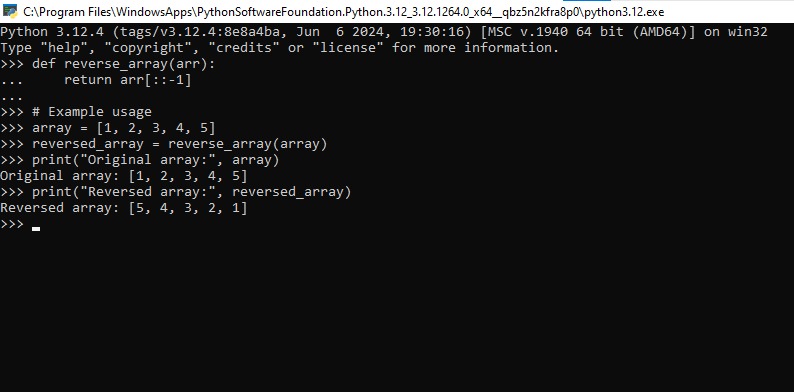 C:\Program Files\WindowsApps\PythonSoftwareFoundation.Python.3.12_3.12.1264.0_x64__qbz5n2kfra8p0\python3.12.exe
Python 3.12.4 (tags/v3.12.4:8e8a4ba, Jun  6 2024, 19:30:16) [MSC v.1940 64 bit (AMD64)] on win32
Type "help", "copyright", "credits" or "license" for more information.
>>> def reverse_array(arr):
...     return arr[::-1]
...
>>> # Example usage
>>> array = [1, 2, 3, 4, 5]
>>> reversed_array = reverse_array(array)
>>> print("Original array:", array)
Original array: [1, 2, 3, 4, 5]
>>> print("Reversed array:", reversed_array)
Reversed array: [5, 4, 3, 2, 1]
>>>